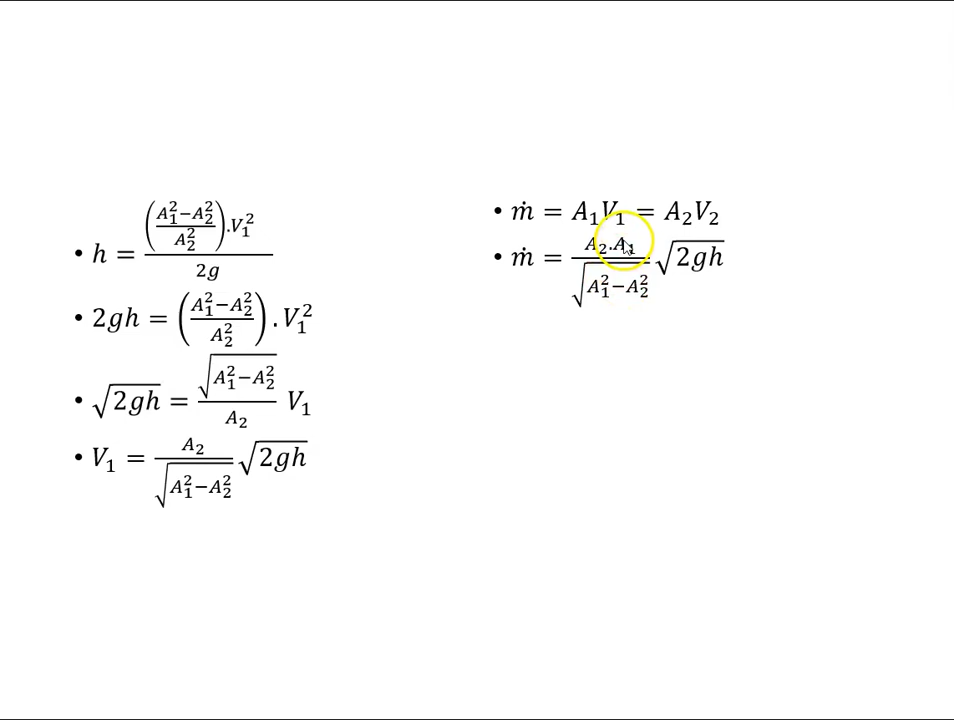 • h = ((A₁²−A₂²)/A₂²).V₁² / 2g
• 2gh = ((A₁²−A₂²)/A₂²).V₁²
• √(2gh) = √(A₁²−A₂²)/A₂ V₁
• V₁ = A₂/√(A₁²−A₂²) √(2gh)
• ṁ = A₁V₁ = A₂V₂
• ṁ = A₂.A₁/√(A₁²−A₂²) √(2gh)